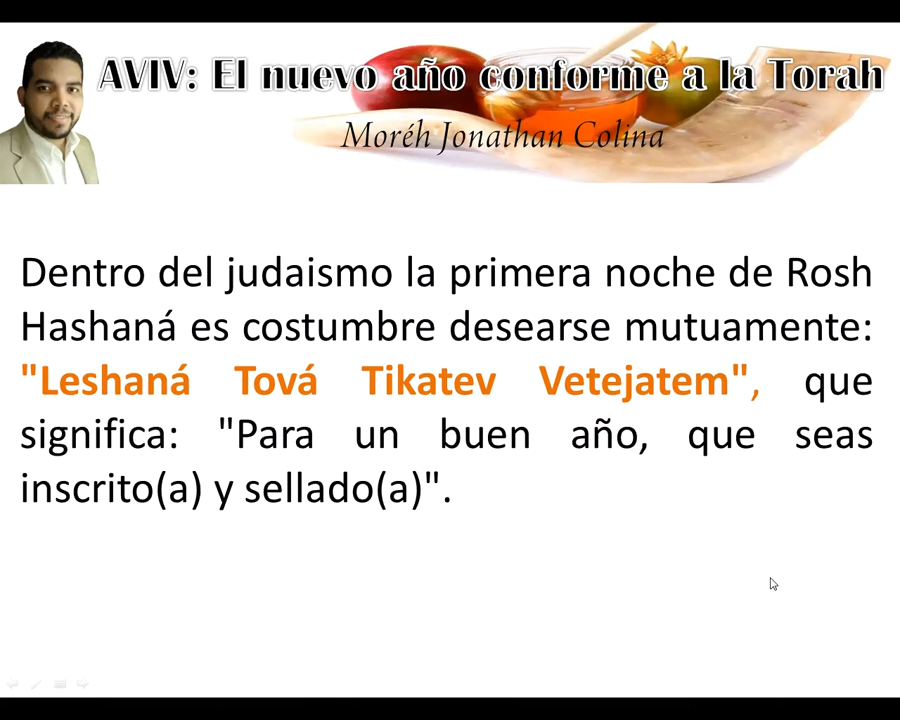 AVIV: El nuevo año conforme a la Torah
Moréh Jonathan Colina
Dentro del judaismo la primera noche de Rosh
Hashaná es costumbre desearse mutuamente:
"Leshaná Tová Tikatev Vetejatem", que
significa: "Para un buen año, que seas
inscrito(a) y sellado(a)".